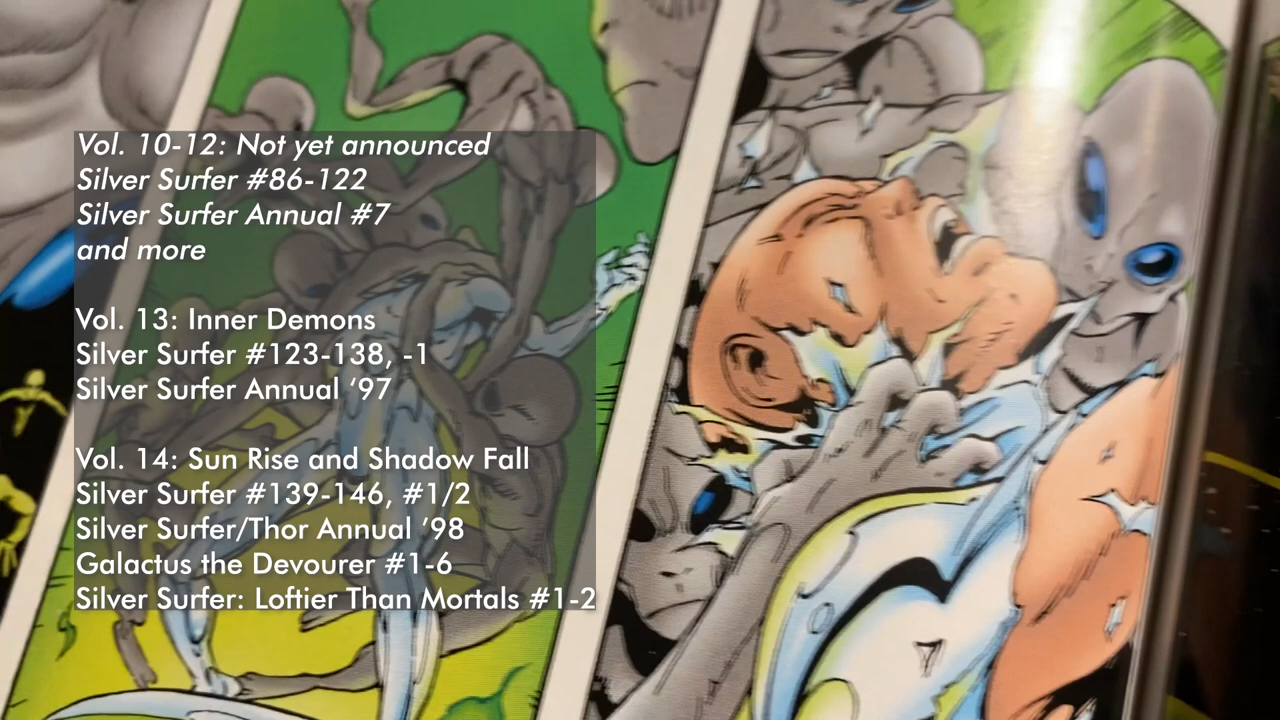 Vol. 10-12: Not yet announced
Silver Surfer #86-122
Silver Surfer Annual #7
and more
Vol. 13: Inner Demons
Silver Surfer #123-138, -1
Silver Surfer Annual ‘97
Vol. 14: Sun Rise and Shadow Fall
Silver Surfer #139-146, #1/2
Silver Surfer/Thor Annual ’98
Galactus the Devourer #1-6
Silver Surfer: Loftier Than Mortals #1-2